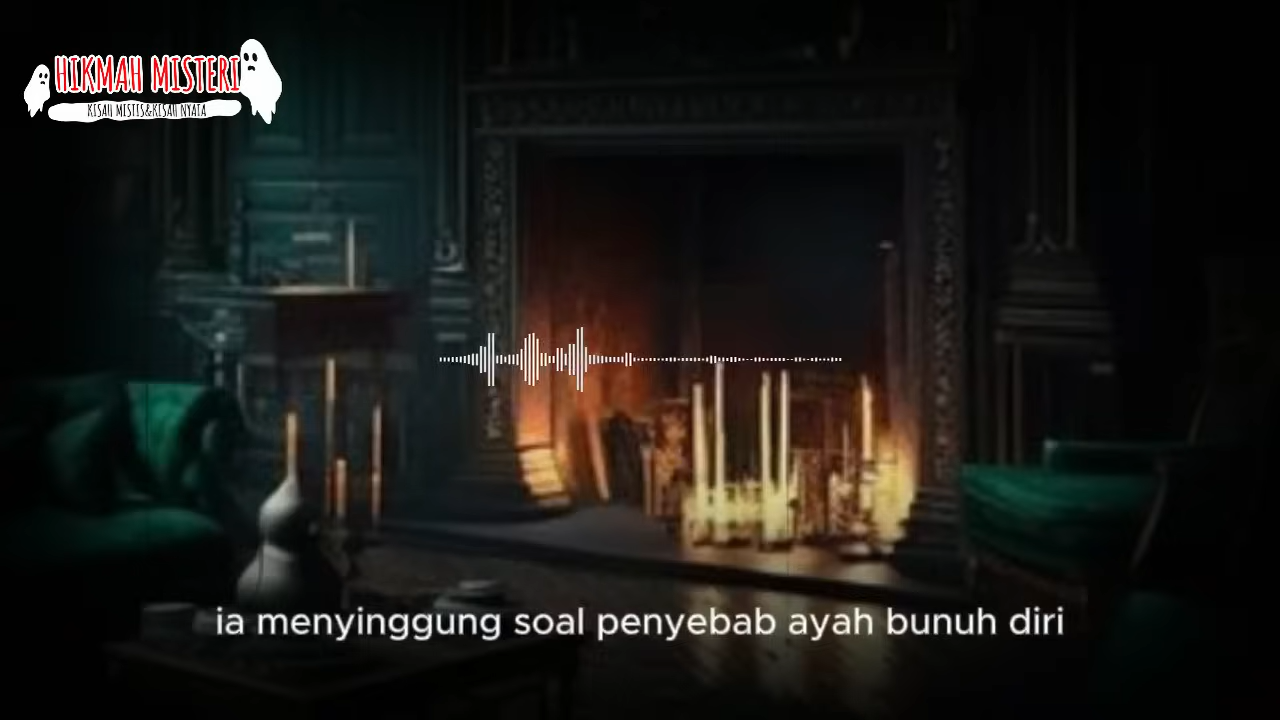 HIKMAH MISTERI
KISAH MISTIS&KISAH NYATA
ia menyinggung soal penyebab ayah bunuh diri